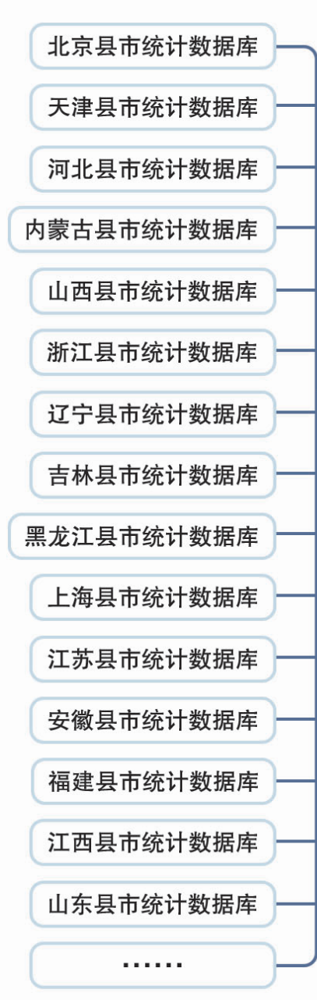 北京县市统计数据库
天津县市统计数据库
河北县市统计数据库
内蒙古县市统计数据库
山西县市统计数据库
浙江县市统计数据库
辽宁县市统计数据库
吉林县市统计数据库
黑龙江县市统计数据库
上海县市统计数据库
江苏县市统计数据库
安徽县市统计数据库
福建县市统计数据库
江西县市统计数据库
山东县市统计数据库
……